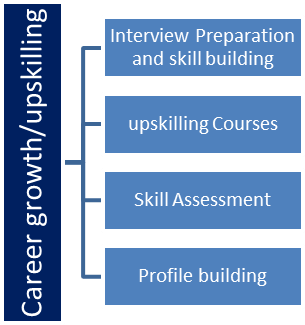 Career growth/upskilling
Interview Preparation
and skill building
upskilling Courses
Skill Assessment
Profile building